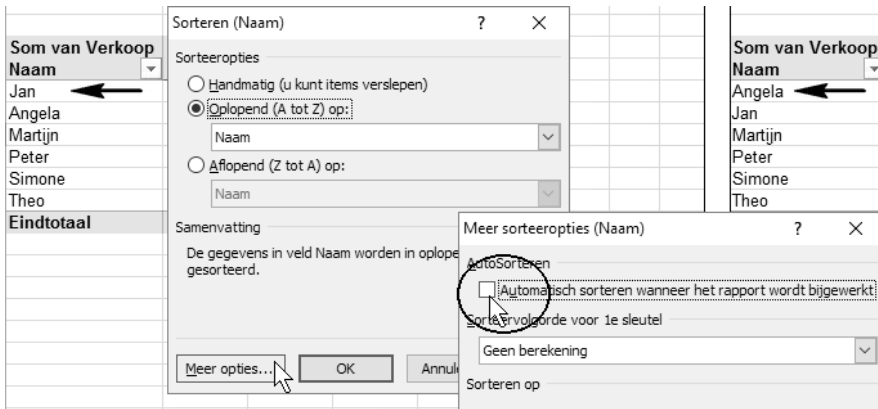 Som van Verkoop
Naam
Jan
Angela
Martijn
Peter
Simone
Theo
Eindtotaal
Sorteren (Naam)
?
Sorteeropties
Handmatig (u kunt items verslepen)
Oplopend (A tot Z) op:
Naam
Aflopend (Z tot A) op:
Naam
Samenvatting
De gegevens in veld Naam worden in oplope
gesorteerd.
Meer opties...
OK
Annul
Meer sorteeropties (Naam)
?
AutoSorteren
Automatisch sorteren wanneer het rapport wordt bijgewerkt
Sorteervolgorde voor 1e sleutel
Geen berekening
Sorteren op
Som van Verkoop
Naam
Angela
Jan
Martijn
Peter
Simone
Theo